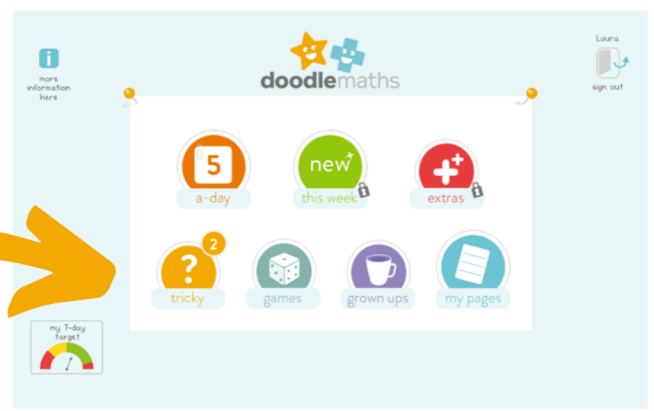 doodlemaths
Laura
sign out
i
more
information
here
5
a-day
new
this week
extras
?
2
tricky
games
grown ups
my pages
my 7-day
target